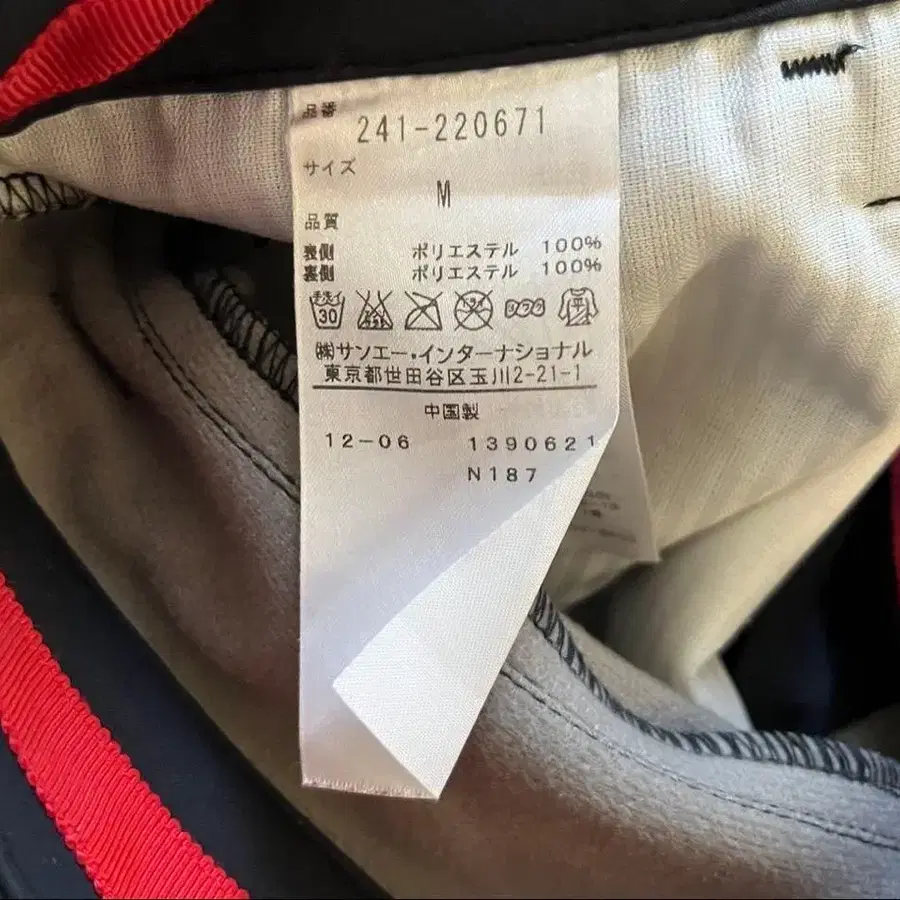 品番
241-220671
サイズ
M
品質
表側 ポリエステル 100%
裏側 ポリエステル 100%
手洗イ 30
㈱サンエー・インターナショナル
東京都世田谷区玉川2-21-1
中国製
12-06 1390621
N187